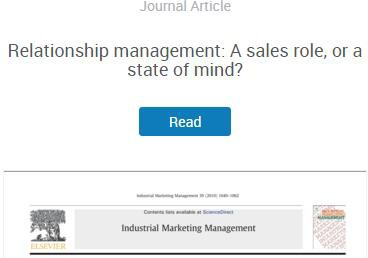 Journal Article
Relationship management: A sales role, or a
state of mind?
Read
Industrial Marketing Management 39 (2010) 1049–1062
Contents lists available at ScienceDirect
Industrial Marketing Management
ELSEVIER